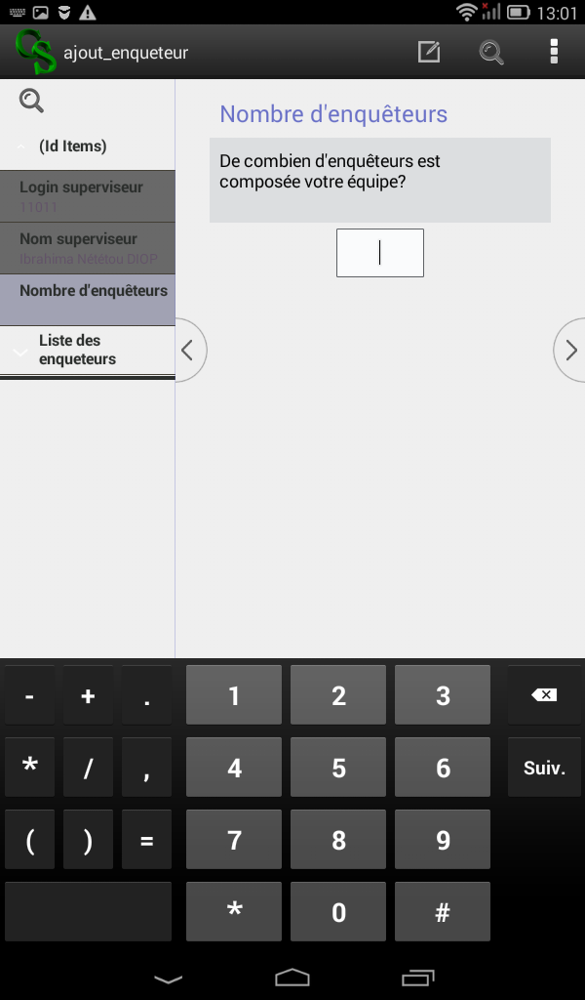 13:01
CS
ajout_enqueteur
(Id Items)
Login superviseur
11011
Nom superviseur
Ibrahima Nététou DIOP
Nombre d'enquêteurs
Liste des
enqueteurs
Nombre d'enquêteurs
De combien d'enquêteurs est
composée votre équipe?
- + . 1 2 3
* / , 4 5 6 Suiv.
( ) = 7 8 9
* 0 #